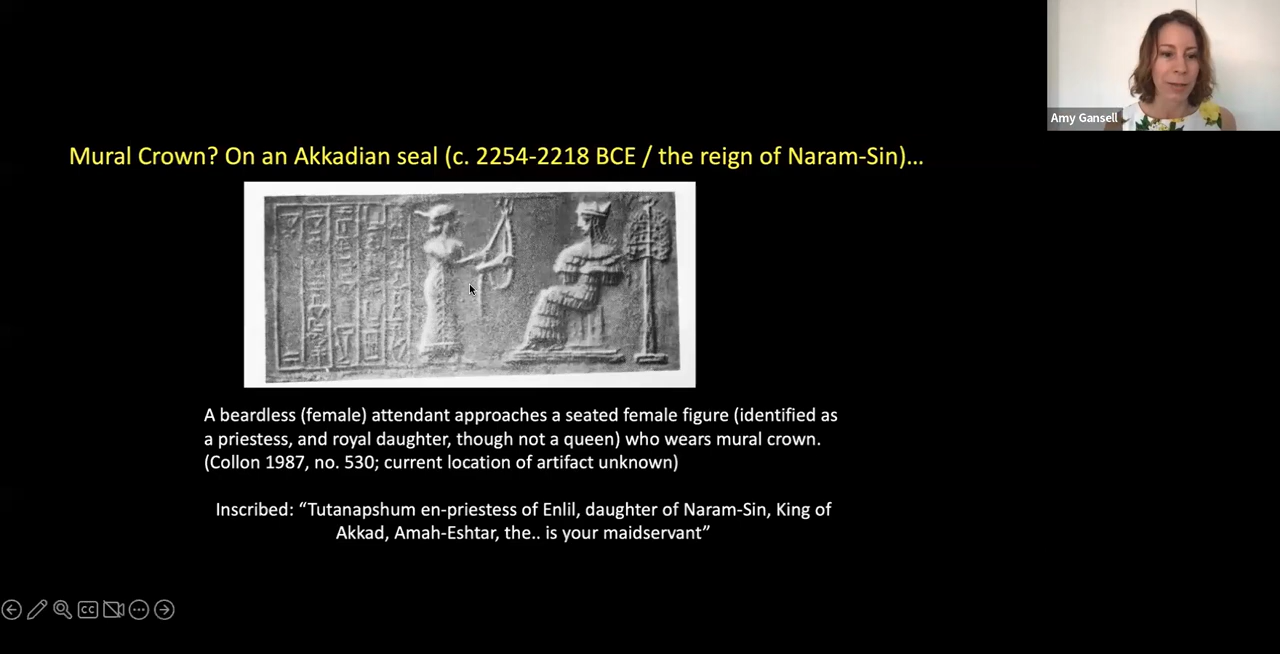 Amy Gansell
Mural Crown? On an Akkadian seal (c. 2254-2218 BCE / the reign of Naram-Sin)…
A beardless (female) attendant approaches a seated female figure (identified as
a priestess, and royal daughter, though not a queen) who wears mural crown.
(Collon 1987, no. 530; current location of artifact unknown)
Inscribed: “Tutanapshum en-priestess of Enlil, daughter of Naram-Sin, King of
Akkad, Amah-Eshtar, the.. is your maidservant”
CC